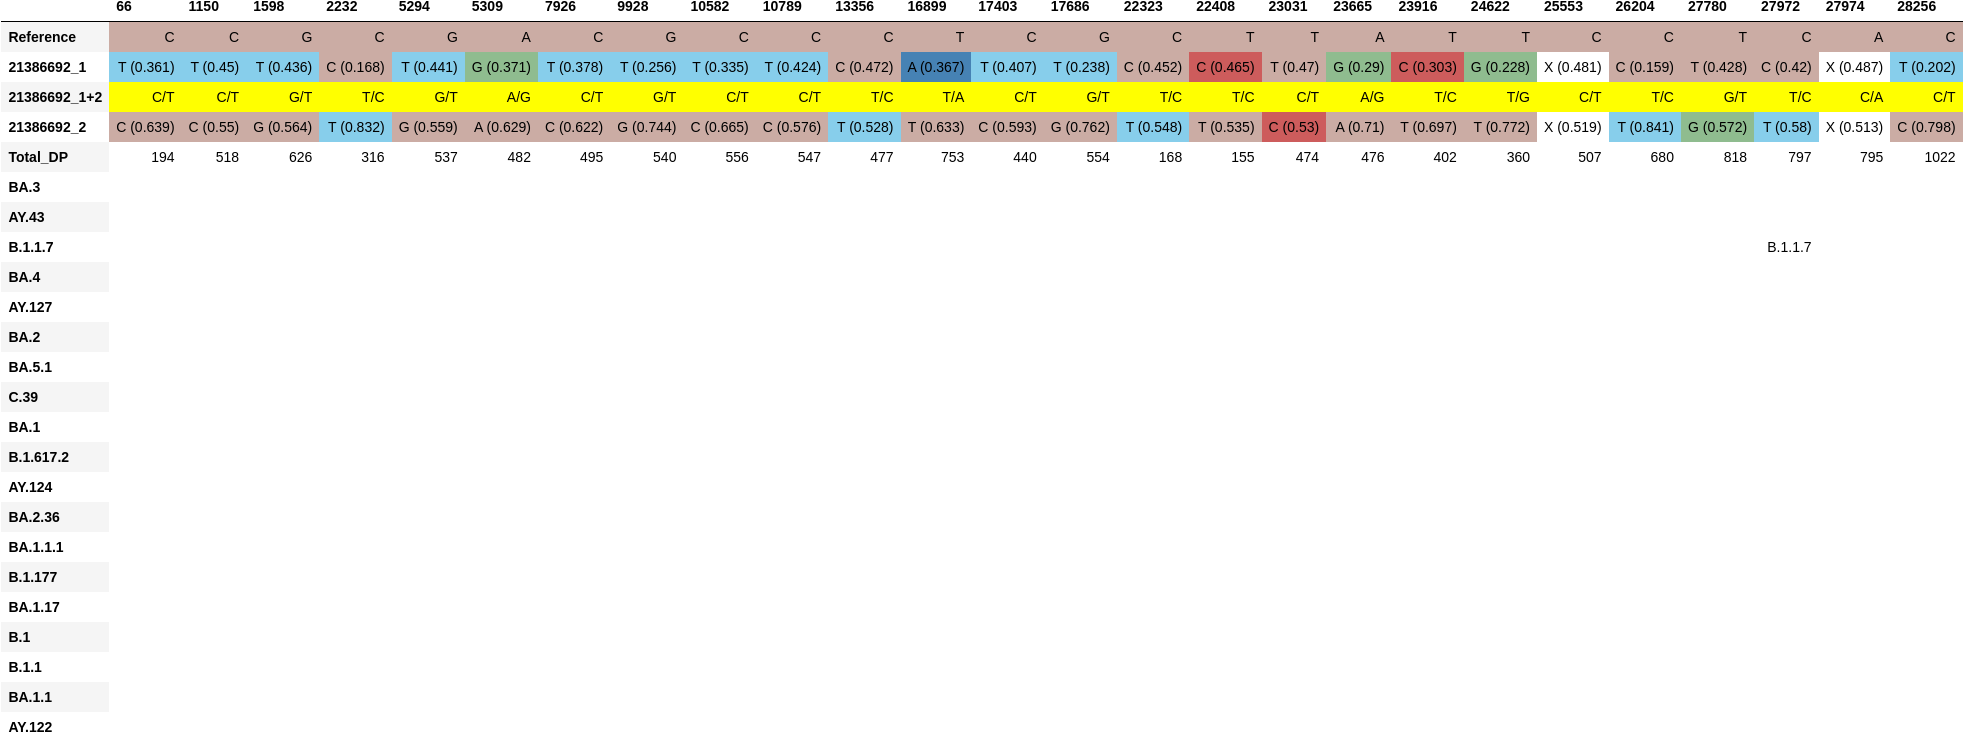 66 1150 1598 2232 5294 5309 7926 9928 10582 10789 13356 16899 17403 17686 22323 22408 23031 23665 23916 24622 25553 26204 27780 27972 27974 28256
Reference C C G C G A C G C C C T C G C T T A T T C C T C A C
21386692_1 T (0.361) T (0.45) T (0.436) C (0.168) T (0.441) G (0.371) T (0.378) T (0.256) T (0.335) T (0.424) C (0.472) A (0.367) T (0.407) T (0.238) C (0.452) C (0.465) T (0.47) G (0.29) C (0.303) G (0.228) X (0.481) C (0.159) T (0.428) C (0.42) X (0.487) T (0.202)
21386692_1+2 C/T C/T G/T T/C G/T A/G C/T G/T C/T C/T T/C T/A C/T G/T T/C T/C C/T A/G T/C T/G C/T T/C G/T T/C C/A C/T
21386692_2 C (0.639) C (0.55) G (0.564) T (0.832) G (0.559) A (0.629) C (0.622) G (0.744) C (0.665) C (0.576) T (0.528) T (0.633) C (0.593) G (0.762) T (0.548) T (0.535) C (0.53) A (0.71) T (0.697) T (0.772) X (0.519) T (0.841) G (0.572) T (0.58) X (0.513) C (0.798)
Total_DP 194 518 626 316 537 482 495 540 556 547 477 753 440 554 168 155 474 476 402 360 507 680 818 797 795 1022
BA.3
AY.43
B.1.1.7 B.1.1.7
BA.4
AY.127
BA.2
BA.5.1
C.39
BA.1
B.1.617.2
AY.124
BA.2.36
BA.1.1.1
B.1.177
BA.1.17
B.1
B.1.1
BA.1.1
AY.122